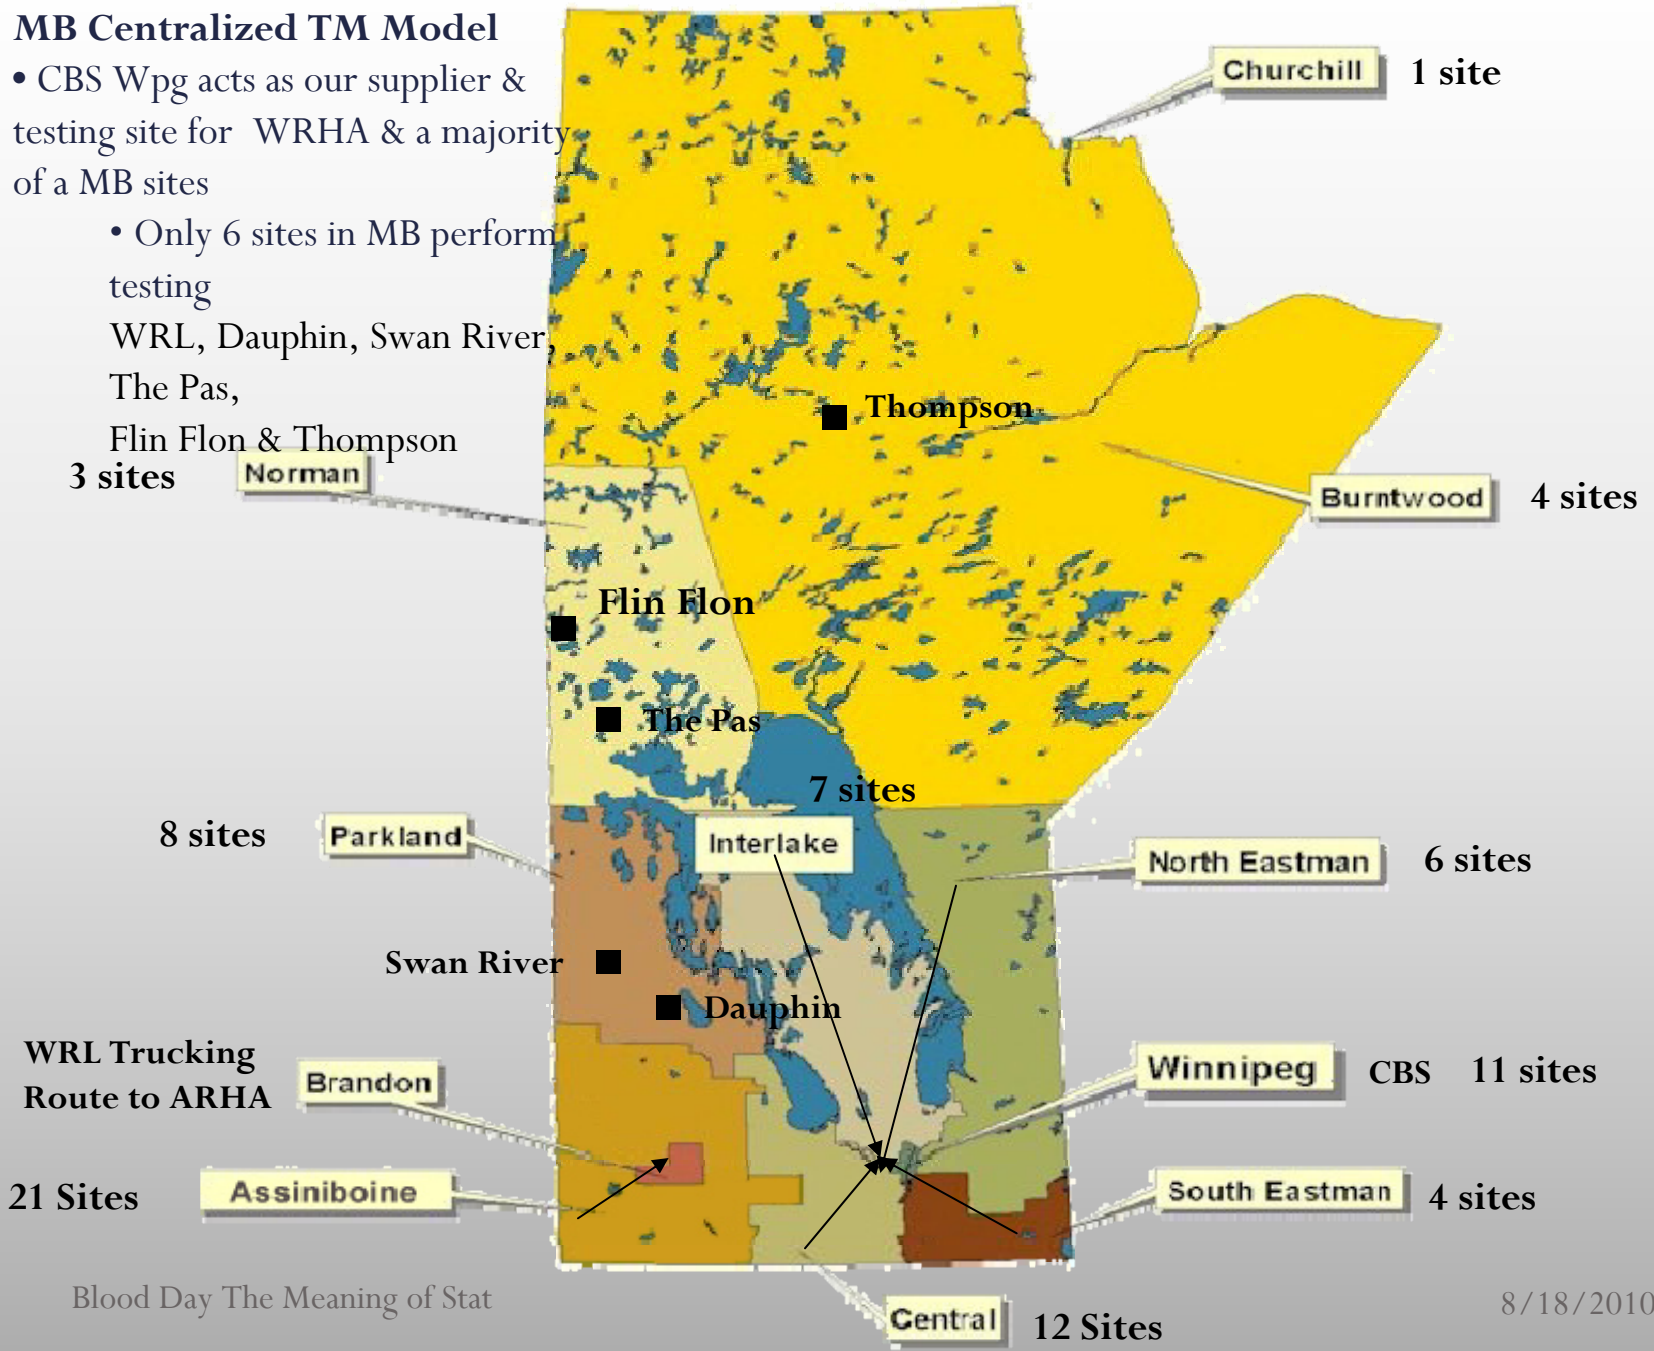 MB Centralized TM Model
• CBS Wpg acts as our supplier &
testing site for WRHA & a majority
of a MB sites
• Only 6 sites in MB perform
testing
WRL, Dauphin, Swan River,
The Pas,
Flin Flon & Thompson
Churchill 1 site
Thompson
3 sites Norman
Burntwood 4 sites
Flin Flon
The Pas
7 sites
8 sites Parkland
Interlake
North Eastman 6 sites
Swan River
Dauphin
WRL Trucking
Route to ARHA
Brandon
Winnipeg CBS 11 sites
21 Sites Assiniboine
South Eastman 4 sites
Central 12 Sites
Blood Day The Meaning of Stat
8/18/2010